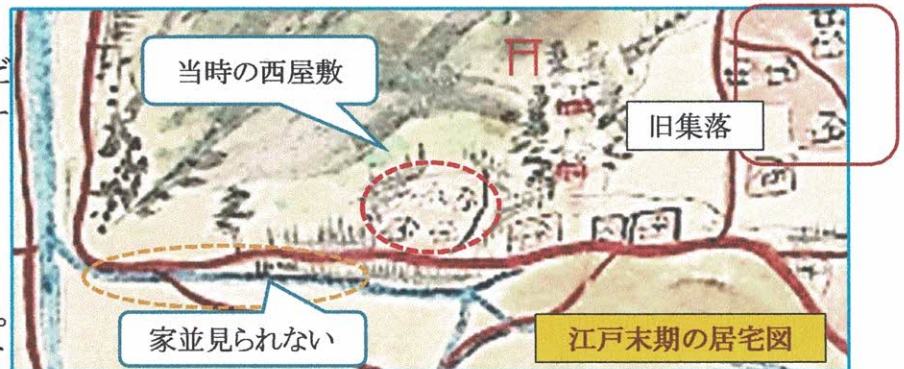 当時の西屋敷
旧集落
家並見られない
江戸末期の居宅図